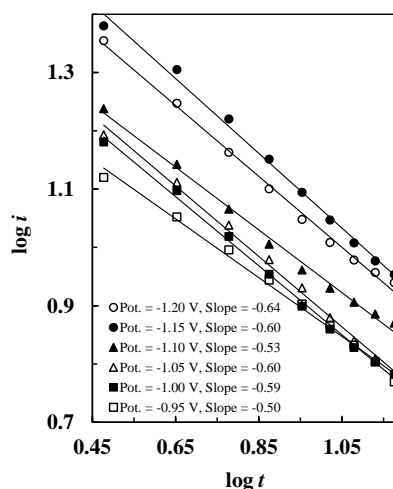 1.3
1.1
0.9
0.7
log i
Pot. = -1.20 V, Slope = -0.64
Pot. = -1.15 V, Slope = -0.60
Pot. = -1.10 V, Slope = -0.53
Pot. = -1.05 V, Slope = -0.60
Pot. = -1.00 V, Slope = -0.59
Pot. = -0.95 V, Slope = -0.50
0.45 0.65 0.85 1.05
log t